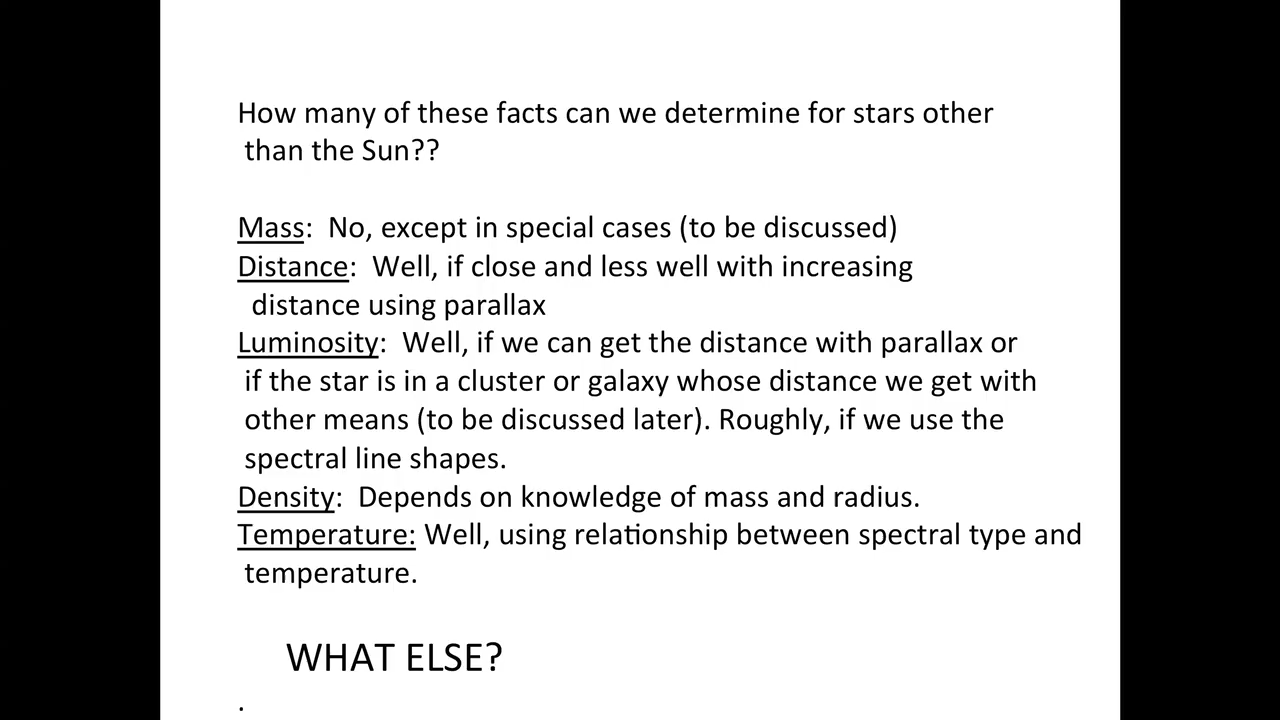 How many of these facts can we determine for stars other
than the Sun??
Mass:  No, except in special cases (to be discussed)
Distance:  Well, if close and less well with increasing
distance using parallax
Luminosity:  Well, if we can get the distance with parallax or
if the star is in a cluster or galaxy whose distance we get with
other means (to be discussed later). Roughly, if we use the
spectral line shapes.
Density:  Depends on knowledge of mass and radius.
Temperature: Well, using relationship between spectral type and
temperature.
WHAT ELSE?
.